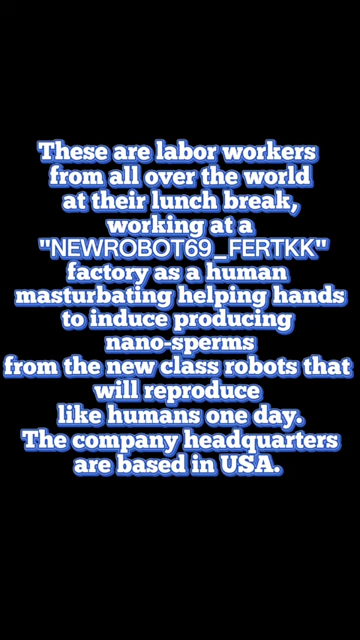 These are labor workers
from all over the world
at their lunch break,
working at a
"NEWROBOT69_FERTKK"
factory as a human
masturbating helping hands
to induce producing
nano-sperms
from the new class robots that
will reproduce
like humans one day.
The company headquarters
are based in USA.